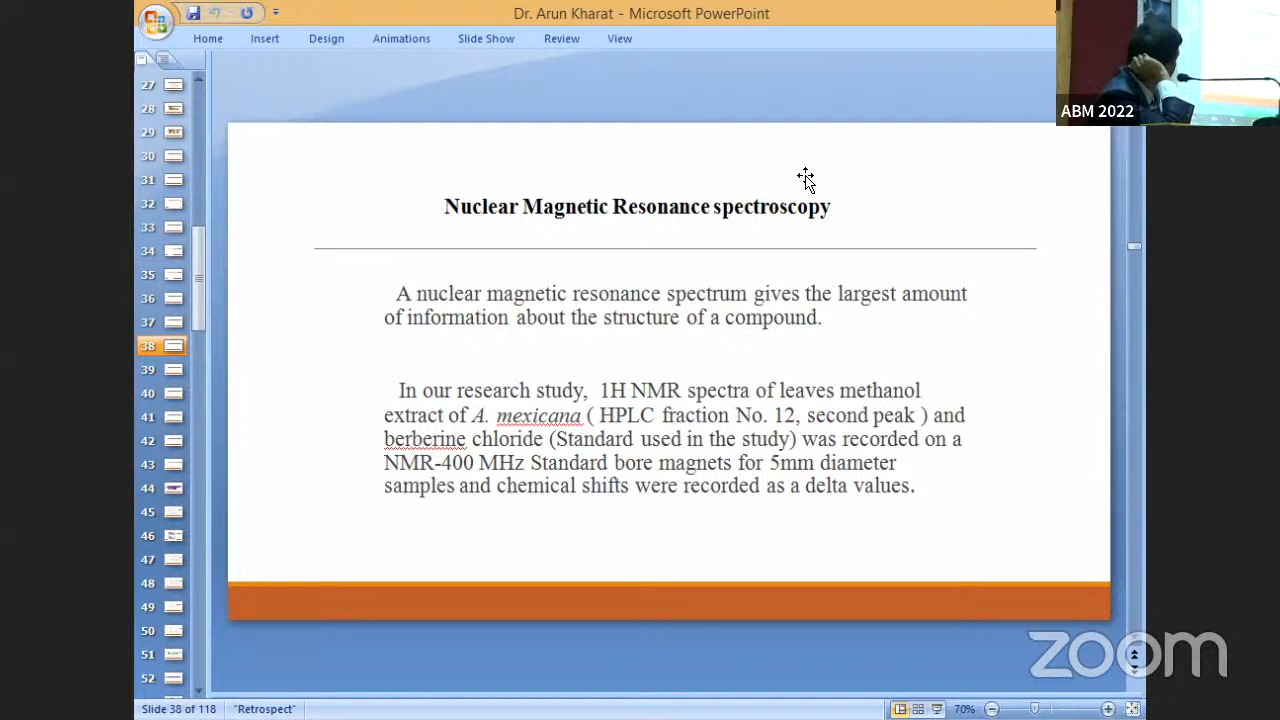 Dr. Arun Kharat - Microsoft PowerPoint
Home Insert Design Animations Slide Show Review View
ABM 2022
27
28
29
30
31
32
33
34
35
36
37
38
39
40
41
42
43
44
45
46
47
48
49
50
51
52
Nuclear Magnetic Resonance spectroscopy
A nuclear magnetic resonance spectrum gives the largest amount
of information about the structure of a compound.
In our research study, 1H NMR spectra of leaves methanol
extract of A. mexicana ( HPLC fraction No. 12, second peak ) and
berberine chloride (Standard used in the study) was recorded on a
NMR-400 MHz Standard bore magnets for 5mm diameter
samples and chemical shifts were recorded as a delta values.
zoom
Slide 38 of 118 "Retrospect" 70%